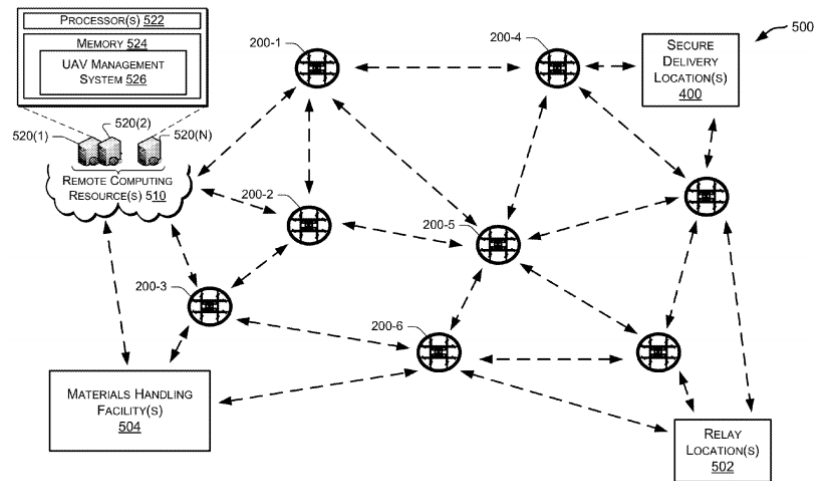 PROCESSOR(S) 522
MEMORY 524
UAV MANAGEMENT
SYSTEM 526
520(1)
520(2)
520(N)
REMOTE COMPUTING
RESOURCE(S) 510
200-1
200-4
500
SECURE
DELIVERY
LOCATION(S)
400
200-2
200-5
200-3
200-6
MATERIALS HANDLING
FACILITY(S)
504
RELAY
LOCATION(S)
502